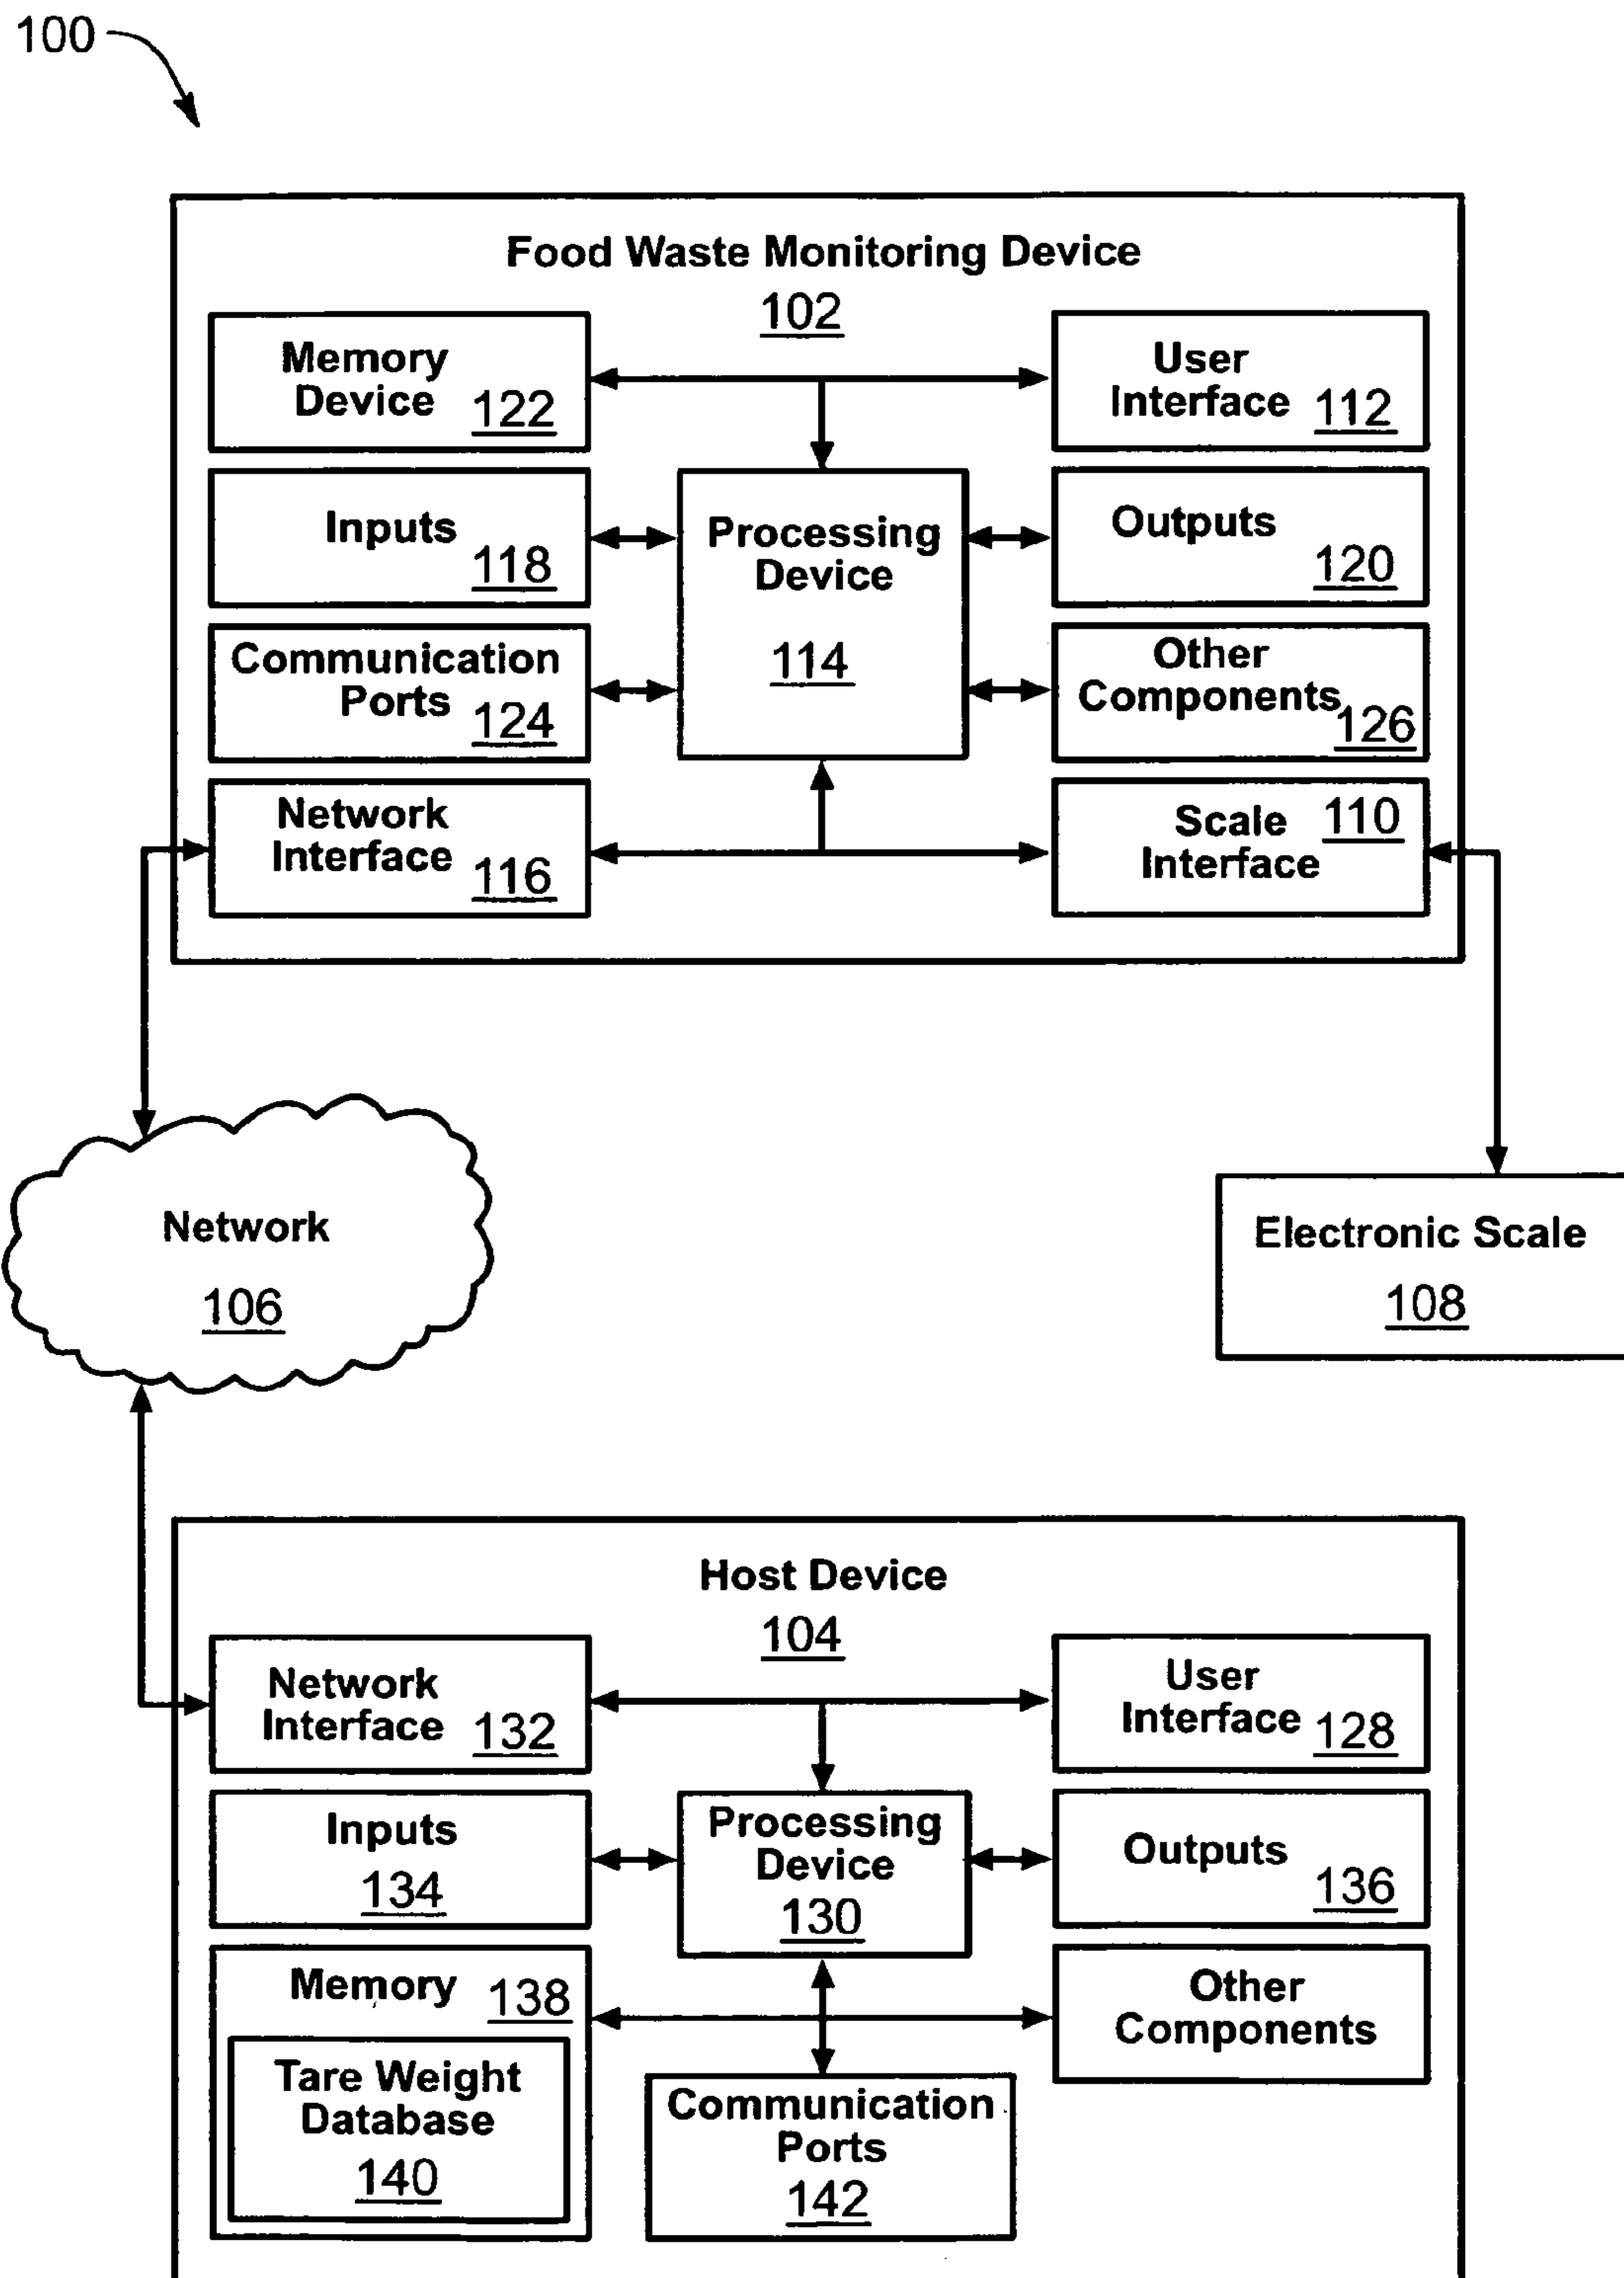 100
Food Waste Monitoring Device
102
Memory
Device 122
User
Interface 112
Inputs
118
Processing
Device
114
Outputs
120
Communication
Ports 124
Other
Components 126
Network
Interface 116
Scale 110
Interface
Network
106
Electronic Scale
108
Host Device
104
Network
Interface 132
User
Interface 128
Inputs
134
Processing
Device
130
Outputs
136
Memory 138
Tare Weight
Database
140
Other
Components
Communication
Ports
142